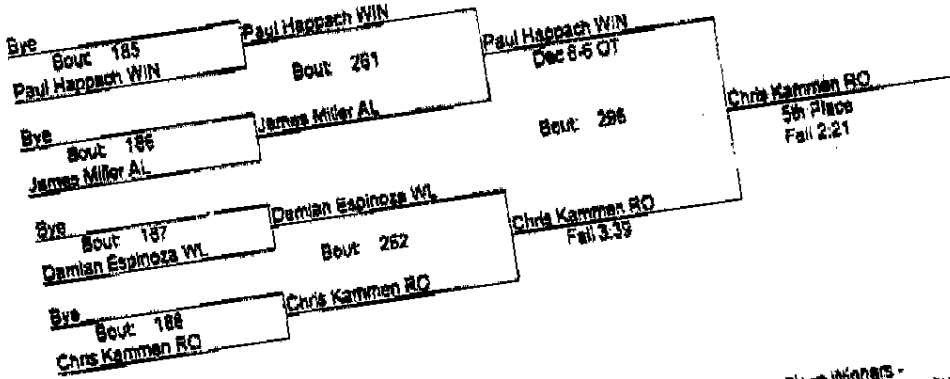 Bye
Bout: 185
Paul Happach WIN
Paul Happach WIN
Bout: 261
Bye
Bout: 186
James Miller AL
James Miller AL
Paul Happach WIN
Dec 8-6 OT
Bout: 296
Bye
Bout: 187
Damian Espinoza WL
Damian Espinoza WL
Bout: 262
Bye
Bout: 188
Chris Kammen RO
Chris Kammen RO
Chris Kammen RO
Fall 3:39
Chris Kammen RO
5th Place
Fall 2:21
Place Winners -